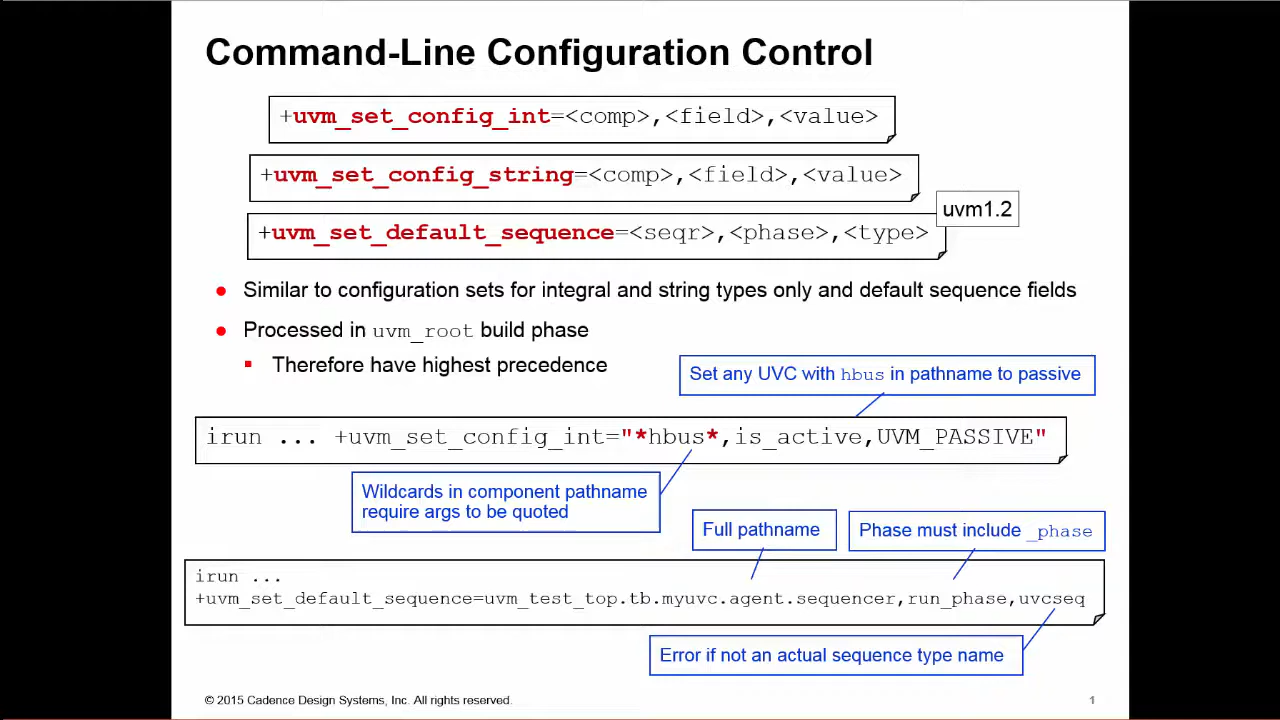 Command-Line Configuration Control
+uvm_set_config_int=<comp>,<field>,<value>
+uvm_set_config_string=<comp>,<field>,<value>
uvm1.2
+uvm_set_default_sequence=<seqr>,<phase>,<type>
Similar to configuration sets for integral and string types only and default sequence fields
Processed in uvm_root build phase
Therefore have highest precedence
Set any UVC with hbus in pathname to passive
irun ... +uvm_set_config_int="*hbus*,is_active,UVM_PASSIVE"
Wildcards in component pathname
require args to be quoted
Full pathname
Phase must include _phase
irun ...
+uvm_set_default_sequence=uvm_test_top.tb.myuvc.agent.sequencer,run_phase,uvcseq
Error if not an actual sequence type name
© 2015 Cadence Design Systems, Inc. All rights reserved.
1